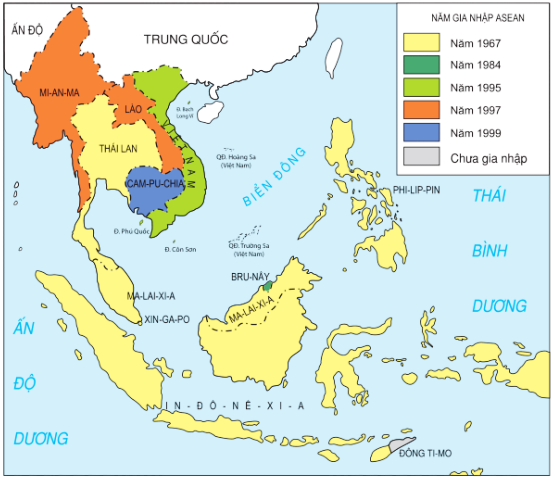 NĂM GIA NHẬP ASEAN
Năm 1967
Năm 1984
Năm 1995
Năm 1997
Năm 1999
Chưa gia nhập
ẤN ĐỘ
TRUNG QUỐC
MI-AN-MA
LÀO
Đ. Bạch
Long Vĩ
THÁI LAN
VIỆT NAM
QĐ. Hoàng Sa
(Việt Nam)
BIỂN ĐÔNG
CAM-PU-CHIA
PHI-LIP-PIN
THÁI
BÌNH
DƯƠNG
Đ. Phú Quốc
Đ. Côn Sơn
QĐ. Trường Sa
(Việt Nam)
BRU-NÂY
MA-LAI-XI-A
MA-LAI-XI-A
XIN-GA-PO
ẤN
ĐỘ
DƯƠNG
IN-ĐÔ-NÊ-XI-A
ĐÔNG TI-MO